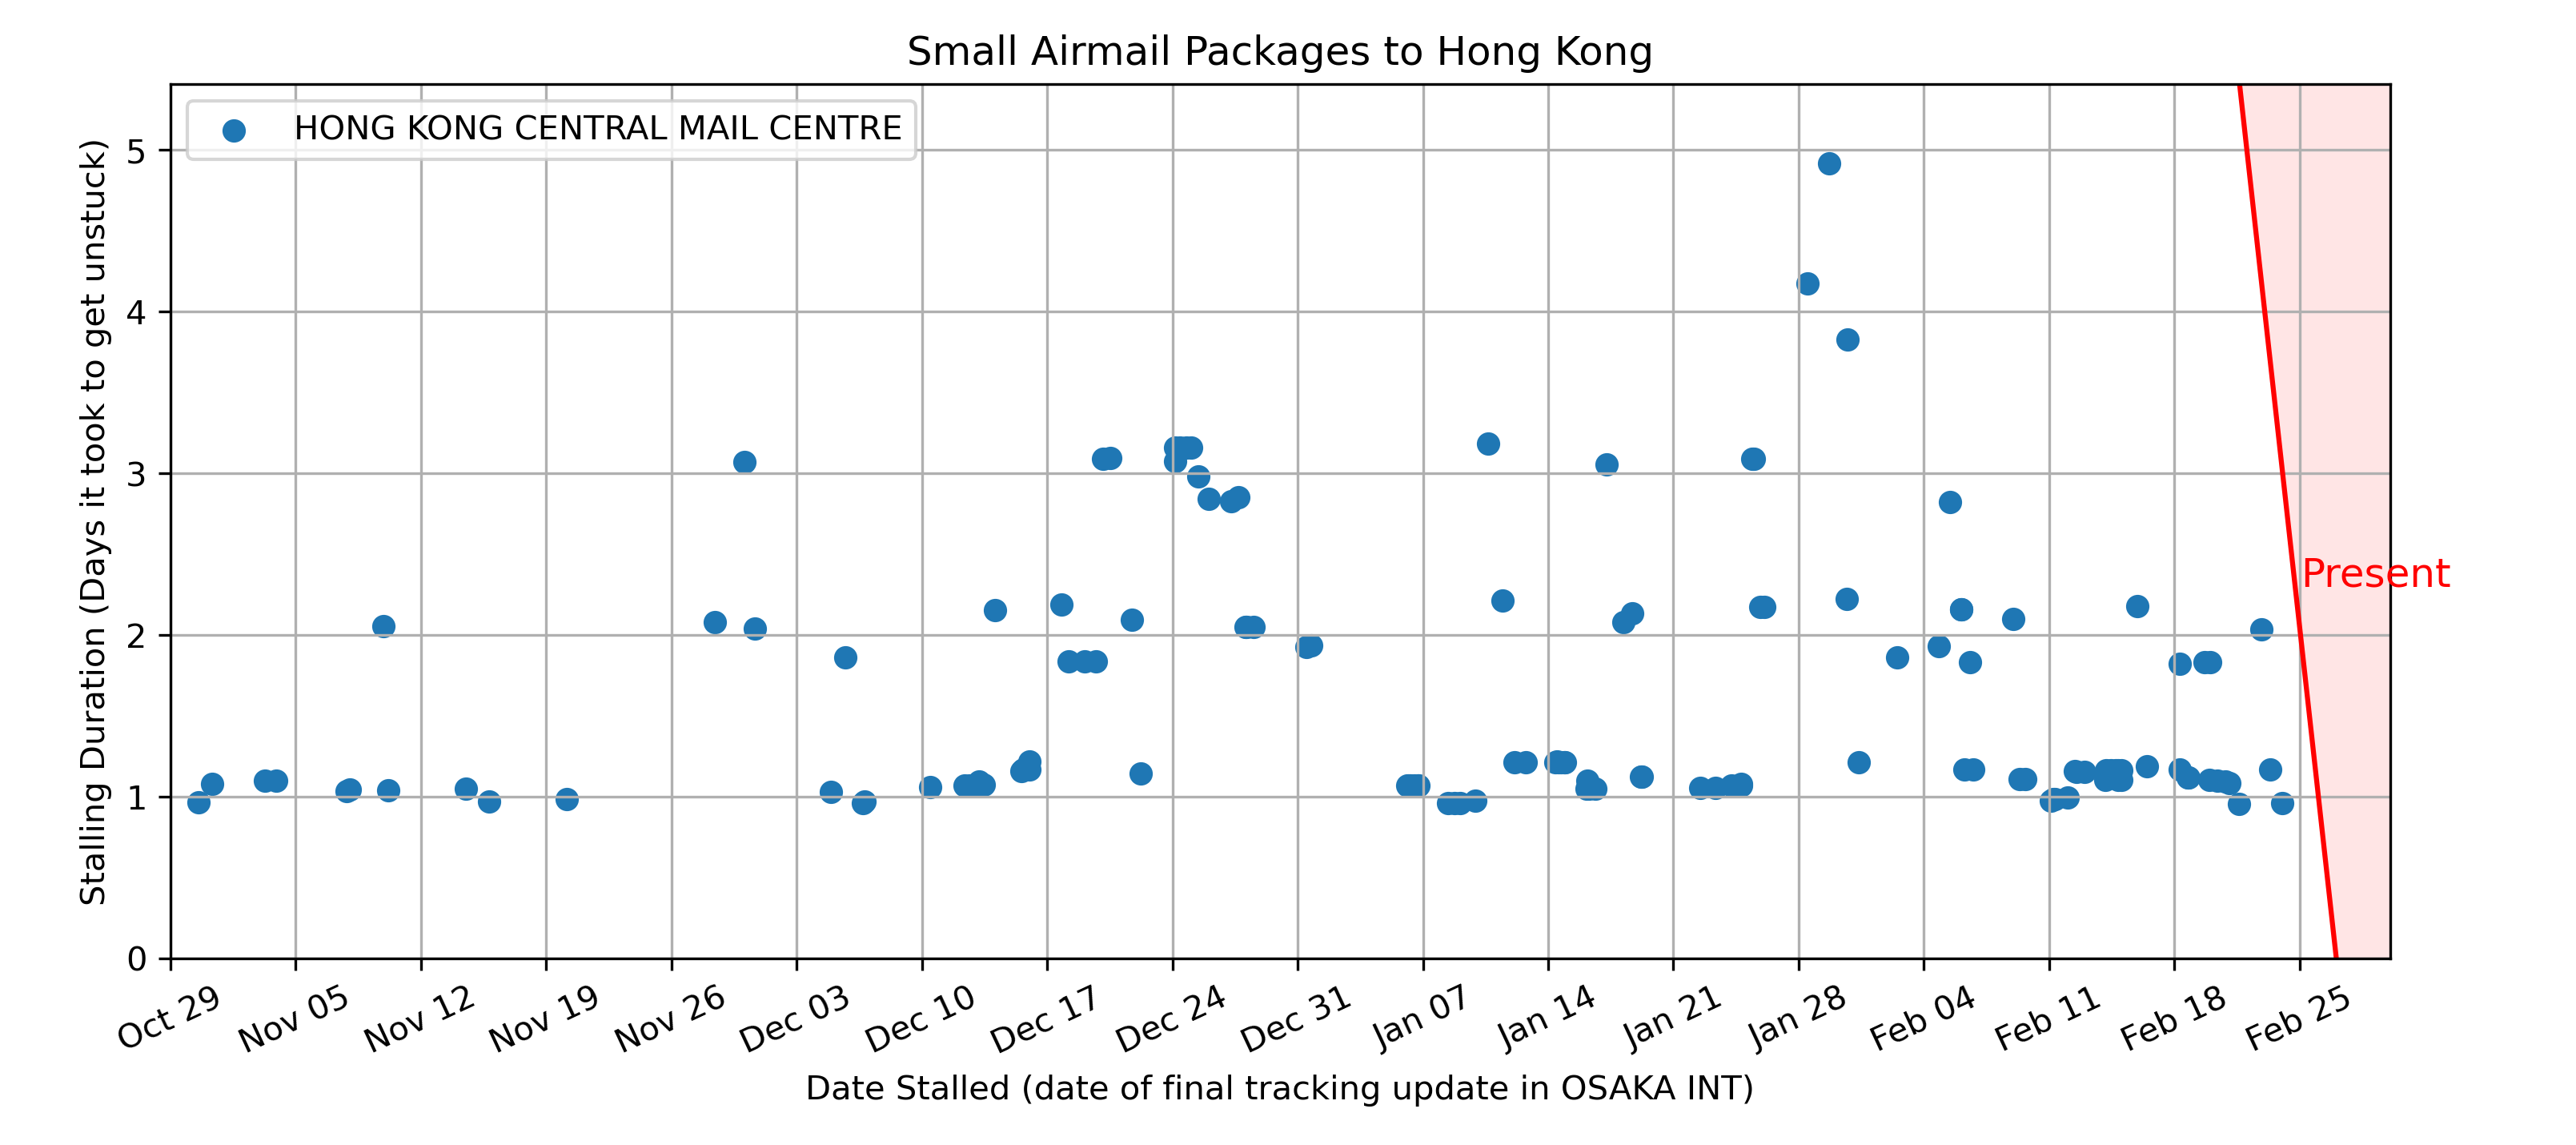 Small Airmail Packages to Hong Kong
HONG KONG CENTRAL MAIL CENTRE
Stalling Duration (Days it took to get unstuck)
5
4
3
2
1
0
Present
Oct 29
Nov 05
Nov 12
Nov 19
Nov 26
Dec 03
Dec 10
Dec 17
Dec 24
Dec 31
Jan 07
Jan 14
Jan 21
Jan 28
Feb 04
Feb 11
Feb 18
Feb 25
Date Stalled (date of final tracking update in OSAKA INT)